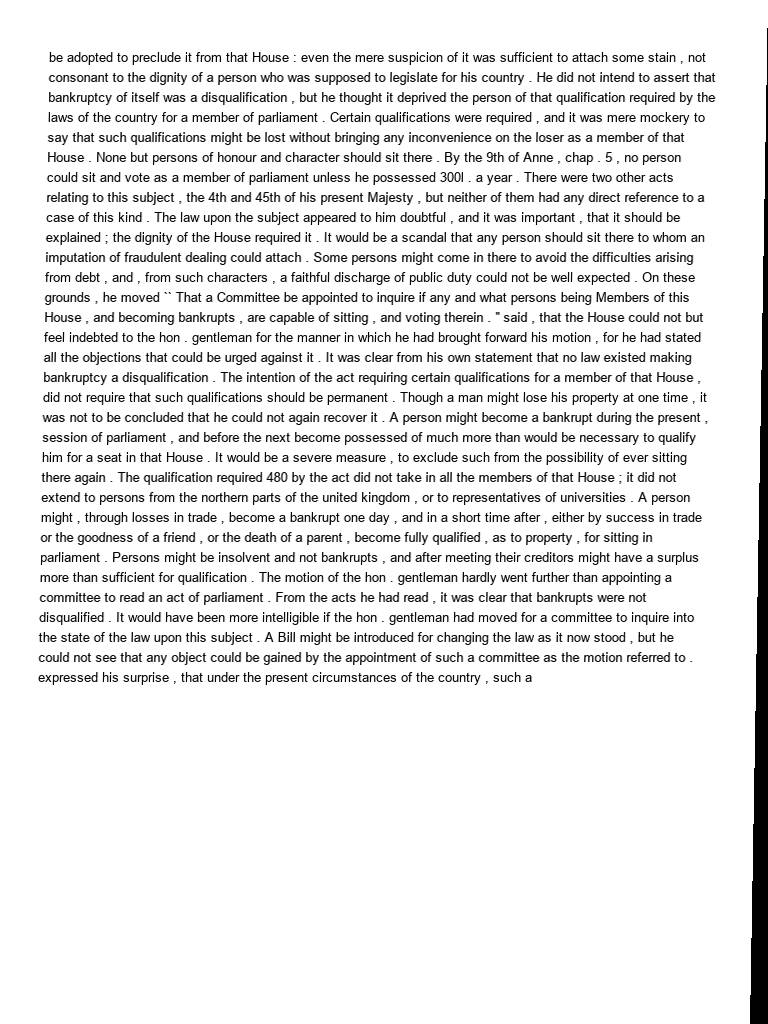 be adopted to preclude it from that House : even the mere suspicion of it was sufficient to attach some stain , not
consonant to the dignity of a person who was supposed to legislate for his country . He did not intend to assert that
bankruptcy of itself was a disqualification , but he thought it deprived the person of that qualification required by the
laws of the country for a member of parliament . Certain qualifications were required , and it was mere mockery to
say that such qualifications might be lost without bringing any inconvenience on the loser as a member of that
House . None but persons of honour and character should sit there . By the 9th of Anne , chap . 5 , no person
could sit and vote as a member of parliament unless he possessed 300l . a year . There were two other acts
relating to this subject , the 4th and 45th of his present Majesty , but neither of them had any direct reference to a
case of this kind . The law upon the subject appeared to him doubtful , and it was important , that it should be
explained ; the dignity of the House required it . It would be a scandal that any person should sit there to whom an
imputation of fraudulent dealing could attach . Some persons might come in there to avoid the difficulties arising
from debt , and , from such characters , a faithful discharge of public duty could not be well expected . On these
grounds , he moved `` That a Committee be appointed to inquire if any and what persons being Members of this
House , and becoming bankrupts , are capable of sitting , and voting therein . '' said , that the House could not but
feel indebted to the hon . gentleman for the manner in which he had brought forward his motion , for he had stated
all the objections that could be urged against it . It was clear from his own statement that no law existed making
bankruptcy a disqualification . The intention of the act requiring certain qualifications for a member of that House ,
did not require that such qualifications should be permanent . Though a man might lose his property at one time , it
was not to be concluded that he could not again recover it . A person might become a bankrupt during the present ,
session of parliament , and before the next become possessed of much more than would be necessary to qualify
him for a seat in that House . It would be a severe measure , to exclude such from the possibility of ever sitting
there again . The qualification required 480 by the act did not take in all the members of that House ; it did not
extend to persons from the northern parts of the united kingdom , or to representatives of universities . A person
might , through losses in trade , become a bankrupt one day , and in a short time after , either by success in trade
or the goodness of a friend , or the death of a parent , become fully qualified , as to property , for sitting in
parliament . Persons might be insolvent and not bankrupts , and after meeting their creditors might have a surplus
more than sufficient for qualification . The motion of the hon . gentleman hardly went further than appointing a
committee to read an act of parliament . From the acts he had read , it was clear that bankrupts were not
disqualified . It would have been more intelligible if the hon . gentleman had moved for a committee to inquire into
the state of the law upon this subject . A Bill might be introduced for changing the law as it now stood , but he
could not see that any object could be gained by the appointment of such a committee as the motion referred to .
expressed his surprise , that under the present circumstances of the country , such a